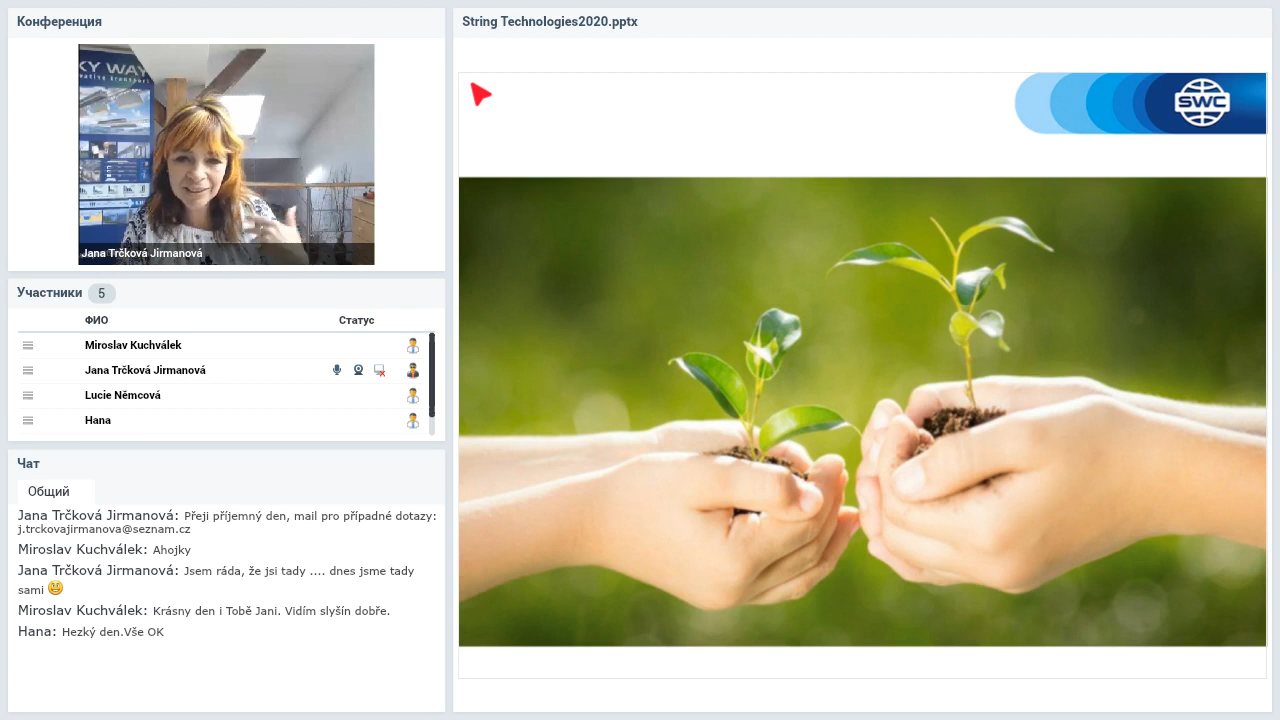 Конференция
KY WAY
Jana Trčková Jirmanová
Участники 5
ФИО Статус
Miroslav Kuchválek
Jana Trčková Jirmanová
Lucie Němcová
Hana
Чат
Общий
Jana Trčková Jirmanová: Přeji příjemný den, mail pro případné dotazy:
j.trckovajirmanova@seznam.cz
Miroslav Kuchválek: Ahojky
Jana Trčková Jirmanová: Jsem ráda, že jsi tady .... dnes jsme tady
sami
Miroslav Kuchválek: Krásny den i Tobě Jani. Vidím slyšín dobře.
Hana: Hezký den.Vše OK
String Technologies2020.pptx
SWC